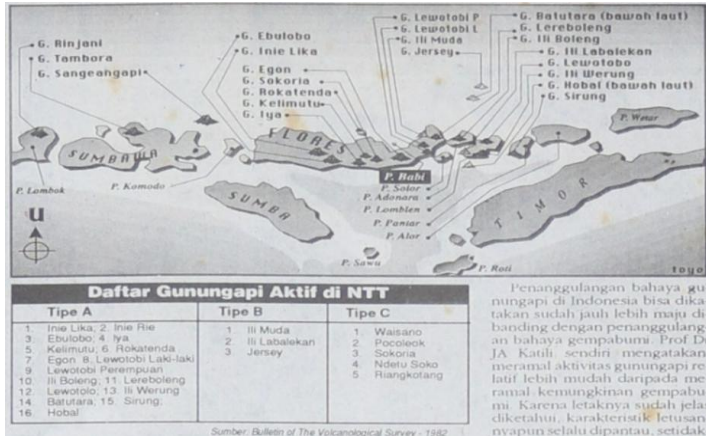 G. Rinjani
G. Tambora
G. Sangeangapi
G. Ebulobo
G. Inie Lika
G. Egon
G. Sokoria
G. Rokatenda
G. Kelimutu
G. Iya
G. Lewotobi P
G. Lewotobi L
G. Ili Muda
G. Jersey
G. Batutara (bawah laut)
G. Lereboleng
G. Ili Boleng
G. Ili Labalekan
G. Lewotobo
G. Ili Werung
G. Hobal (bawah laut)
G. Sirung
P. Wetar
FLORES
SUMBAWA
P. Lombok
P. Komodo
P. Babi
P. Solor
P. Adonara
P. Lomblen
P. Pantar
P. Alor
SUMBA
TIMOR
U
P. Sawu
P. Roti
toyo
Daftar Gunungapi Aktif di NTT
Tipe A
Tipe B
Tipe C
1. Inie Lika; 2. Inie Rie
3. Ebulobo; 4. Iya
5. Kelimutu; 6. Rokatenda
7. Egon 8. Lewotobi Laki-laki
9 Lewotobi Perempuan
10. Ili Boleng; 11. Lereboleng
12. Lewotolo; 13. Ili Werung
14. Batutara; 15. Sirung;
16. Hobal
1. Ili Muda
2. Ili Labalekan
3. Jersey
1. Waisano
2. Pocoleok
3. Sokoria
4. Ndetu Soko
5. Riangkotang
Sumber: Bulletin of The Volcanological Survey - 1982
Penanggulangan bahaya gu
nungapi di Indonesia bisa dika
takan sudah jauh lebih maju di
banding dengan penanggulang
an bahaya gempabumi. Prof D
JA Katili sendiri mengatakan
meramal aktivitas gunungapi re
latif lebih mudah daripada me
ramal kemungkinan gempabu
mi. Karena letaknya sudah jela
diketahui, karakteristik letusan
nyapun selalu dipantau, setidak